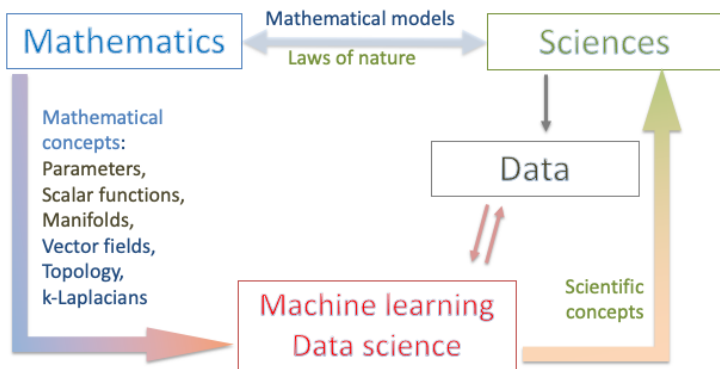 Mathematics
Mathematical models
Laws of nature
Sciences
Mathematical
concepts:
Parameters,
Scalar functions,
Manifolds,
Vector fields,
Topology,
k-Laplacians
Data
Machine learning
Data science
Scientific
concepts